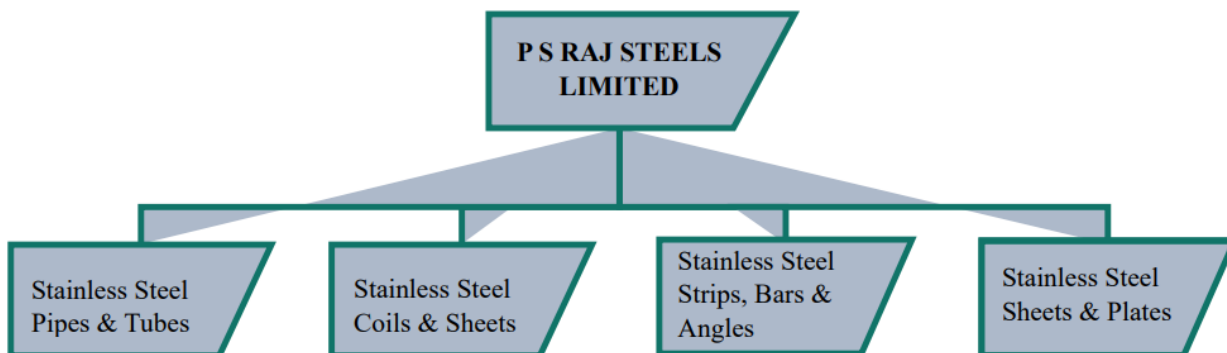 P S RAJ STEELS
LIMITED
Stainless Steel
Pipes & Tubes
Stainless Steel
Coils & Sheets
Stainless Steel
Strips, Bars &
Angles
Stainless Steel
Sheets & Plates